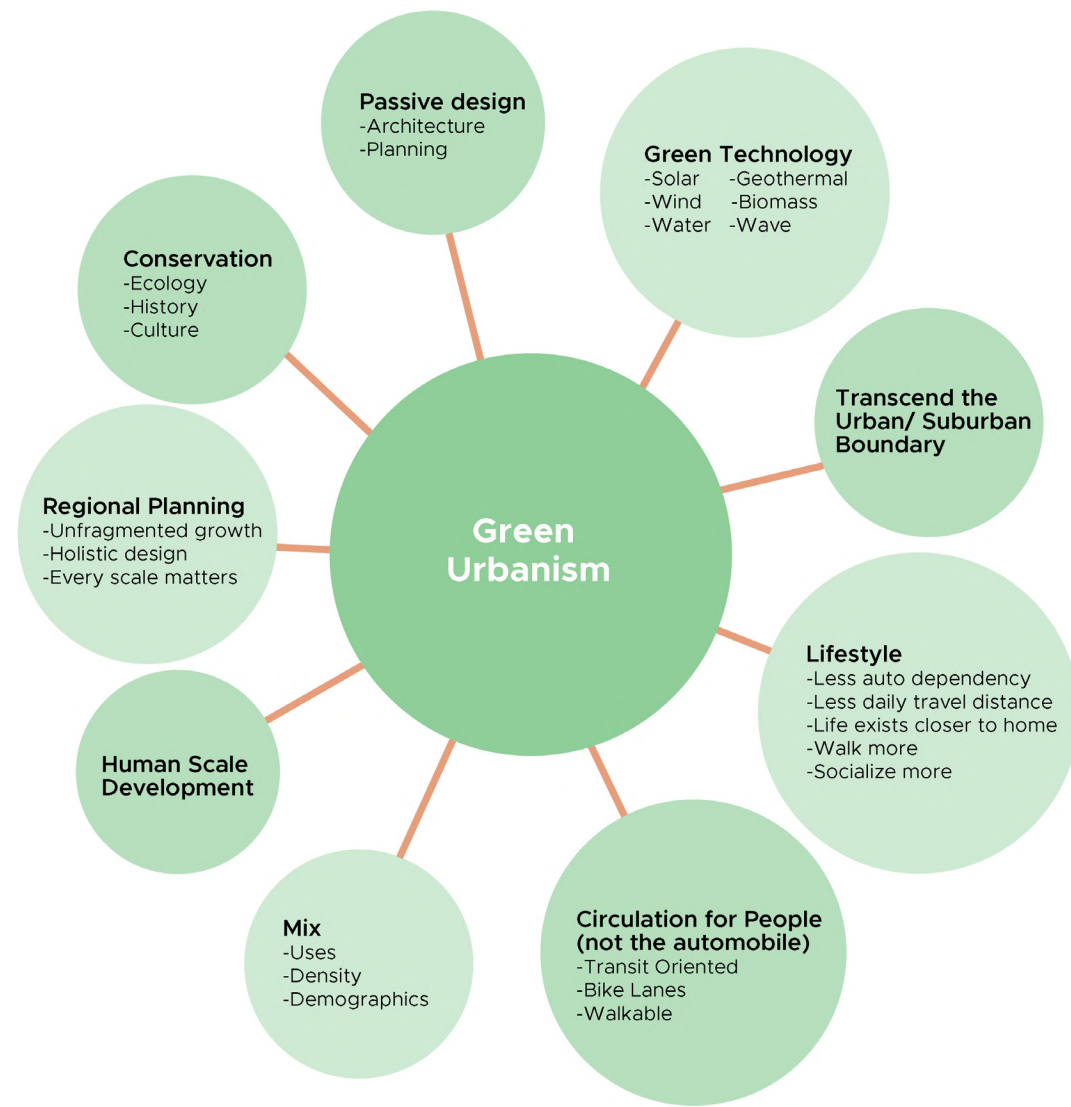 Passive design
-Architecture
-Planning
Green Technology
-Solar -Geothermal
-Wind -Biomass
-Water -Wave
Conservation
-Ecology
-History
-Culture
Transcend the
Urban/ Suburban
Boundary
Regional Planning
-Unfragmented growth
-Holistic design
-Every scale matters
Green
Urbanism
Lifestyle
-Less auto dependency
-Less daily travel distance
-Life exists closer to home
-Walk more
-Socialize more
Human Scale
Development
Mix
-Uses
-Density
-Demographics
Circulation for People
(not the automobile)
-Transit Oriented
-Bike Lanes
-Walkable